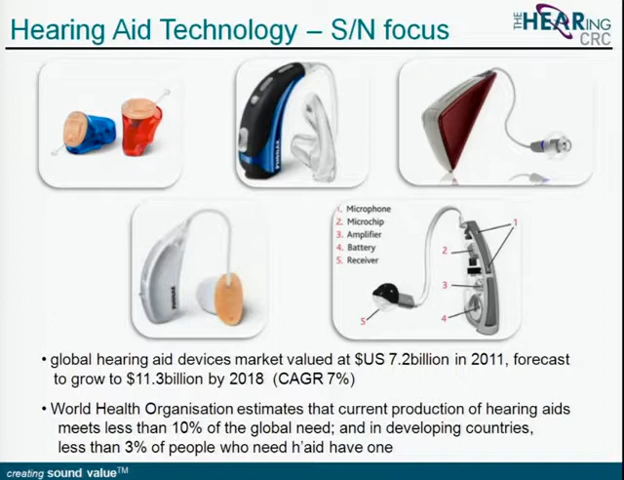 Hearing Aid Technology – S/N focus
THE HEARing
CRC
PHONAK
PHONAK
1. Microphone
2. Microchip
3. Amplifier
4. Battery
5. Receiver
1
2
3
4
5
• global hearing aid devices market valued at $US 7.2billion in 2011, forecast
to grow to $11.3billion by 2018 (CAGR 7%)
• World Health Organisation estimates that current production of hearing aids
meets less than 10% of the global need; and in developing countries,
less than 3% of people who need h'aid have one
creating sound value™